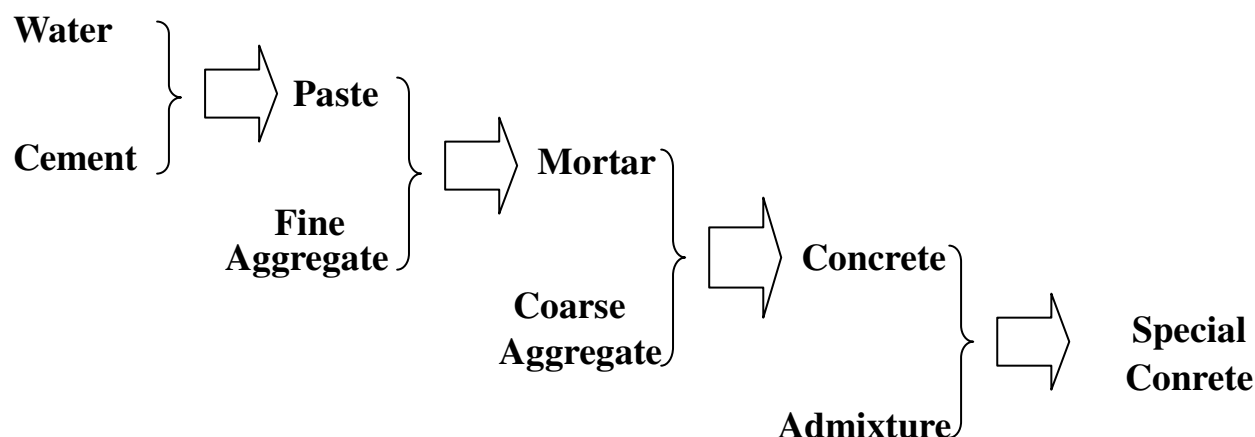 Water
Cement
Paste
Fine
Aggregate
Mortar
Coarse
Aggregate
Concrete
Admixture
Special
Conrete